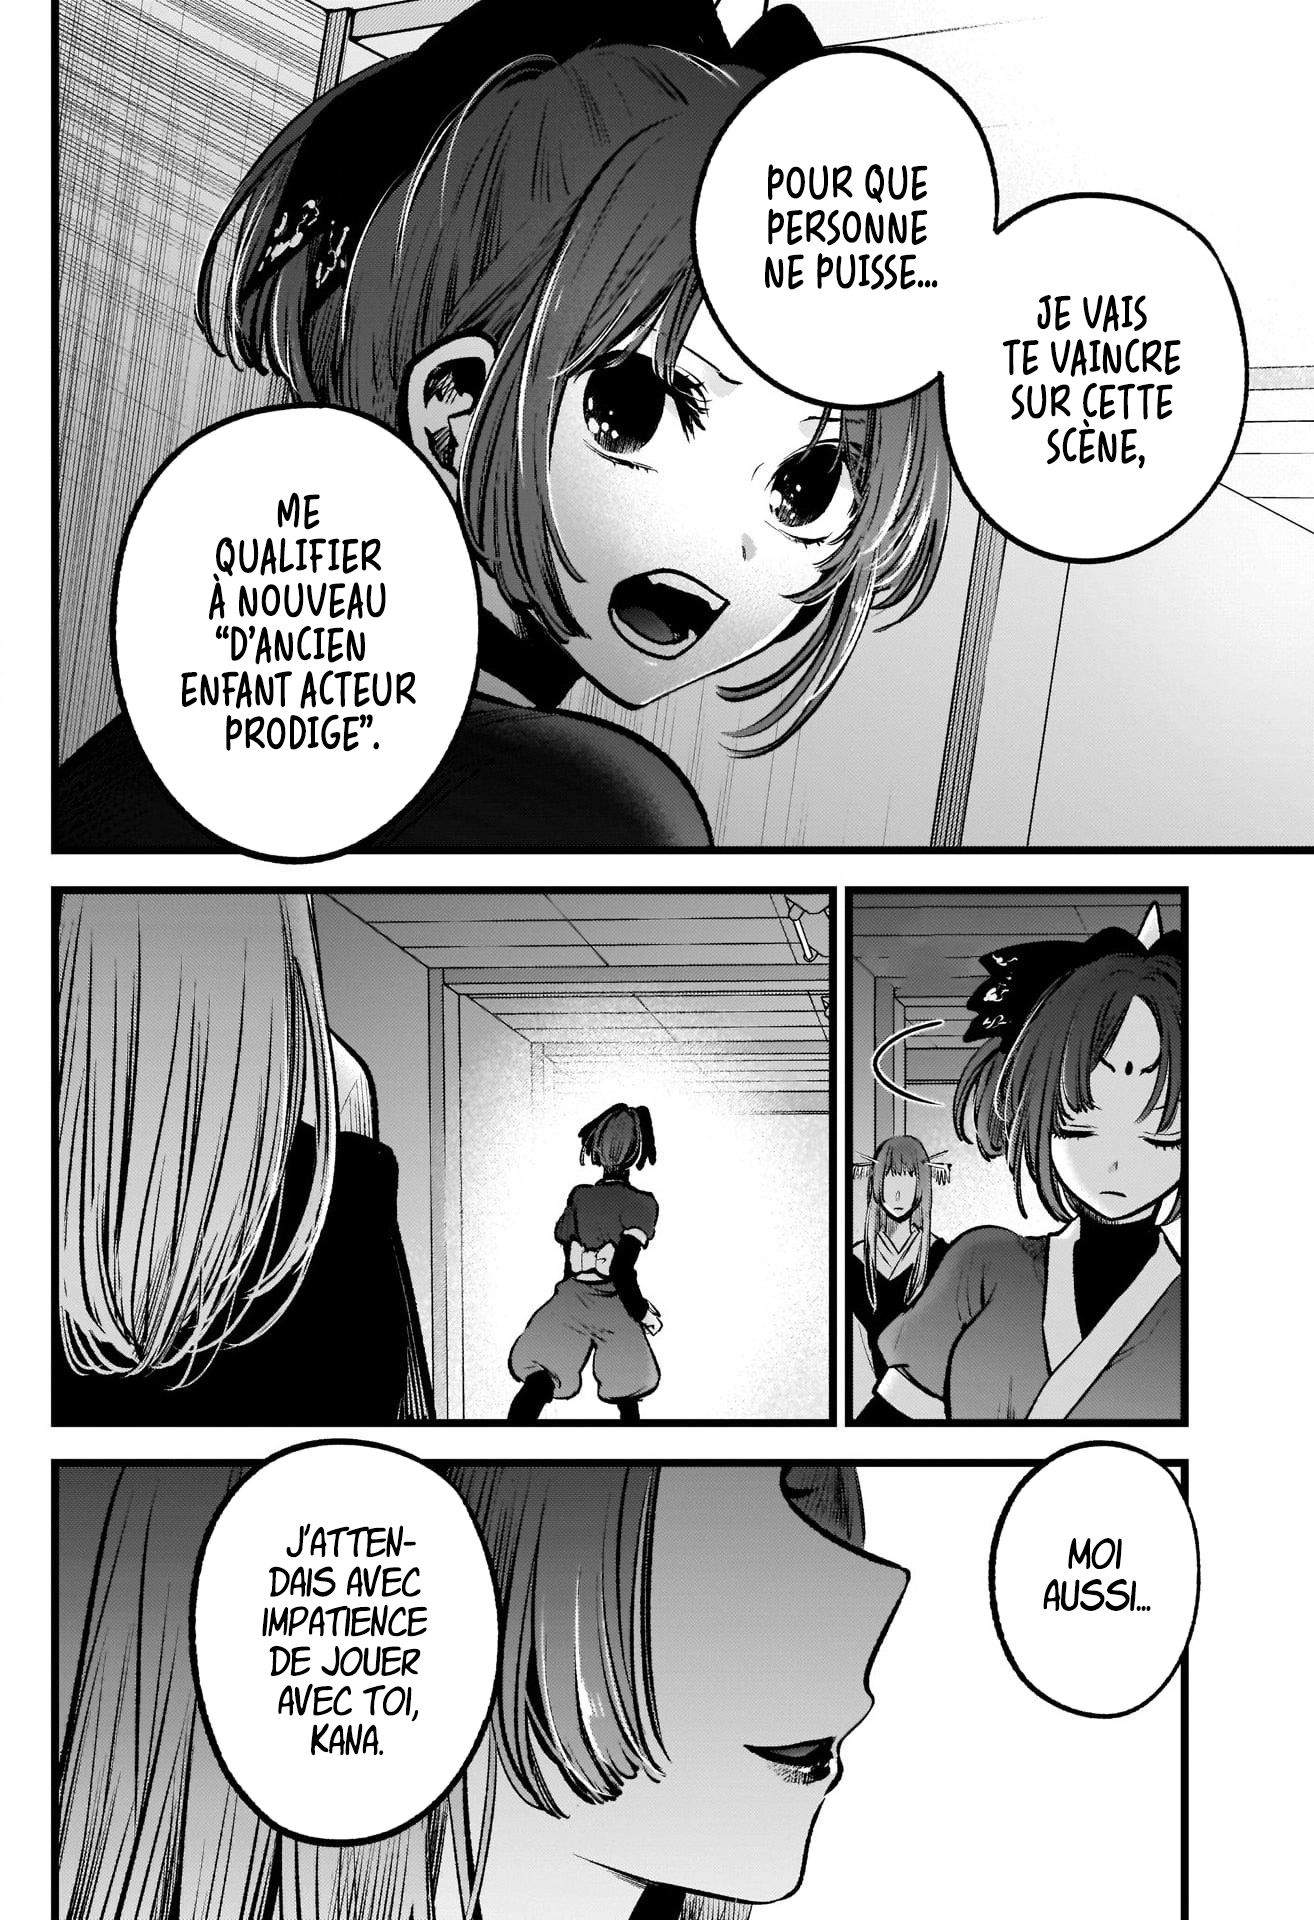 JE VAIS
TE VAINCRE
SUR CETTE
SCÈNE,
POUR QUE
PERSONNE
NE PUISSE...
ME
QUALIFIER
À NOUVEAU
“D’ANCIEN
ENFANT ACTEUR
PRODIGE”.
MOI
AUSSI...
J’ATTEN-
DAIS AVEC
IMPATIENCE
DE JOUER
AVEC TOI,
KANA.